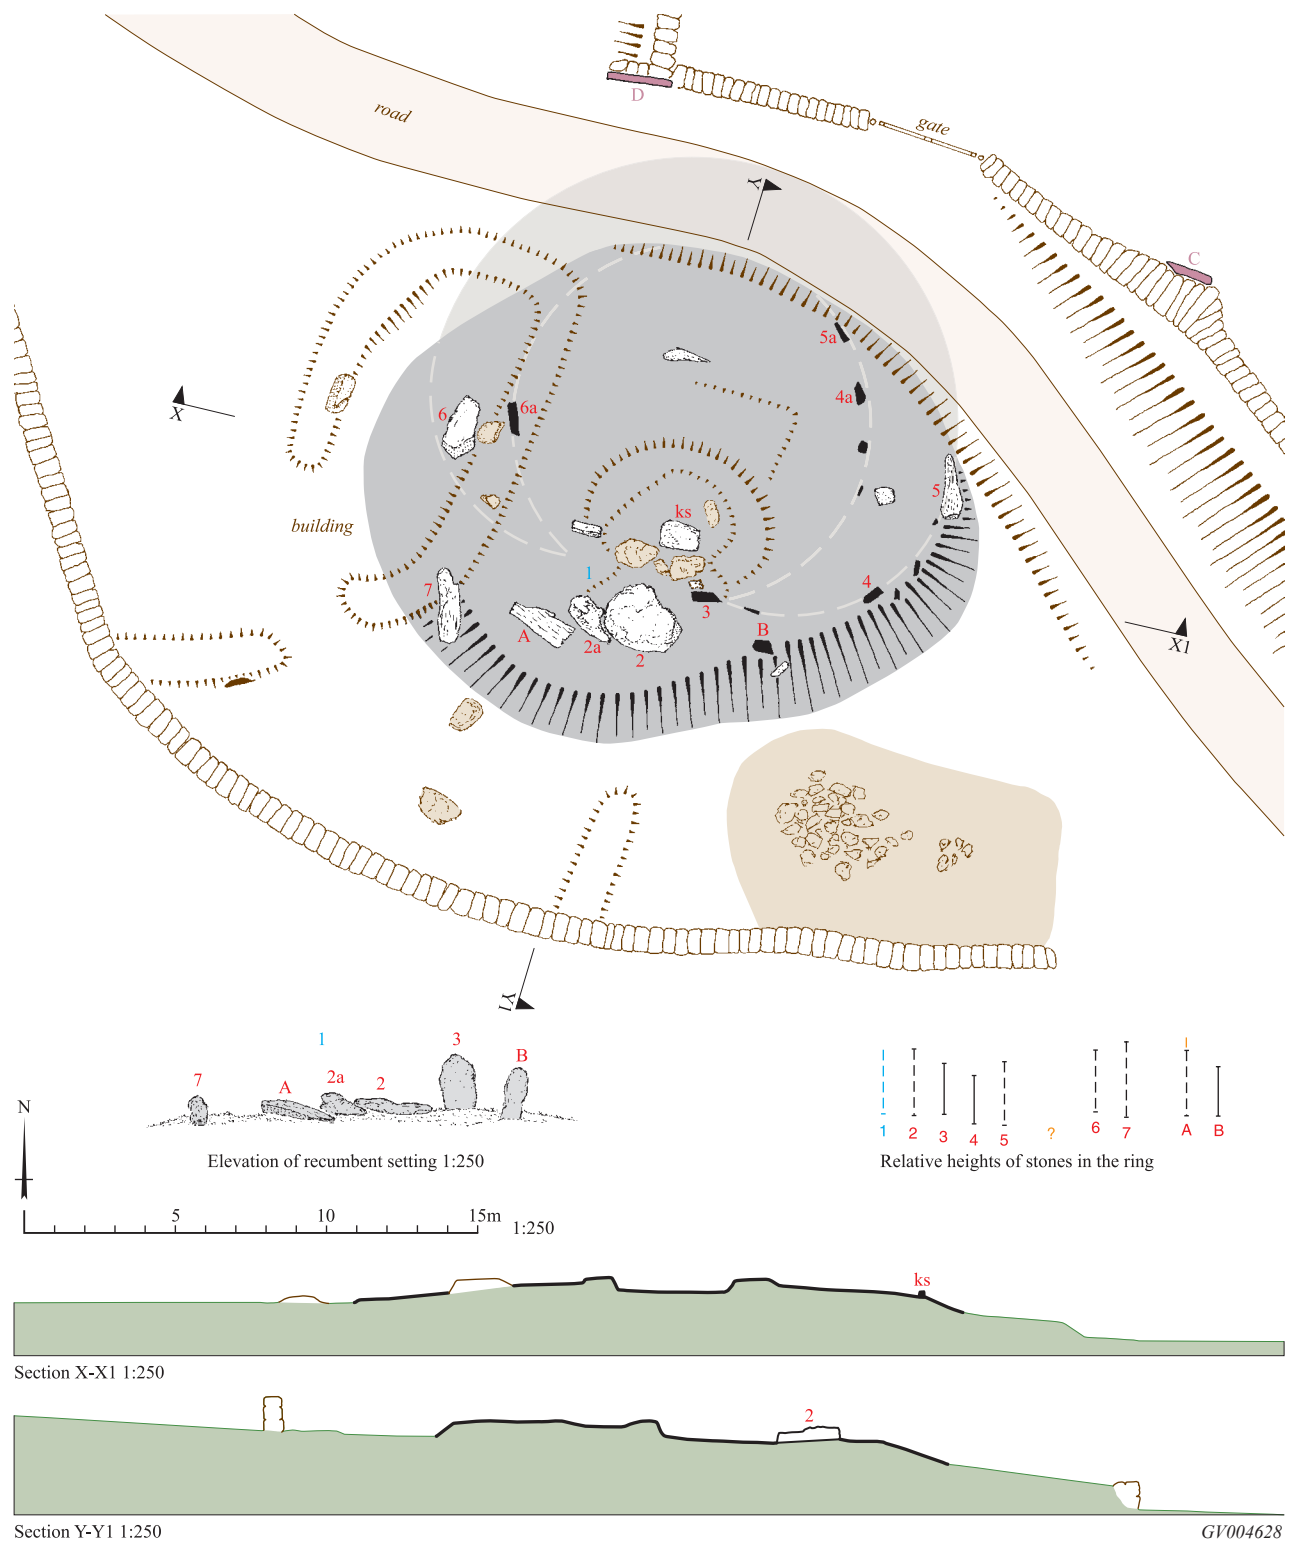 D
road
gate
Y
C
5a
X
6
6a
4a
5
building
ks
1
7
4
3
A
B
2a
2
X1
Y1
1
3
B
7
A
2a
2
N
1
2
3
4
5
?
6
7
A
B
Elevation of recumbent setting 1:250
Relative heights of stones in the ring
5
10
15m
1:250
ks
Section X-X1 1:250
2
Section Y-Y1 1:250
GV004628